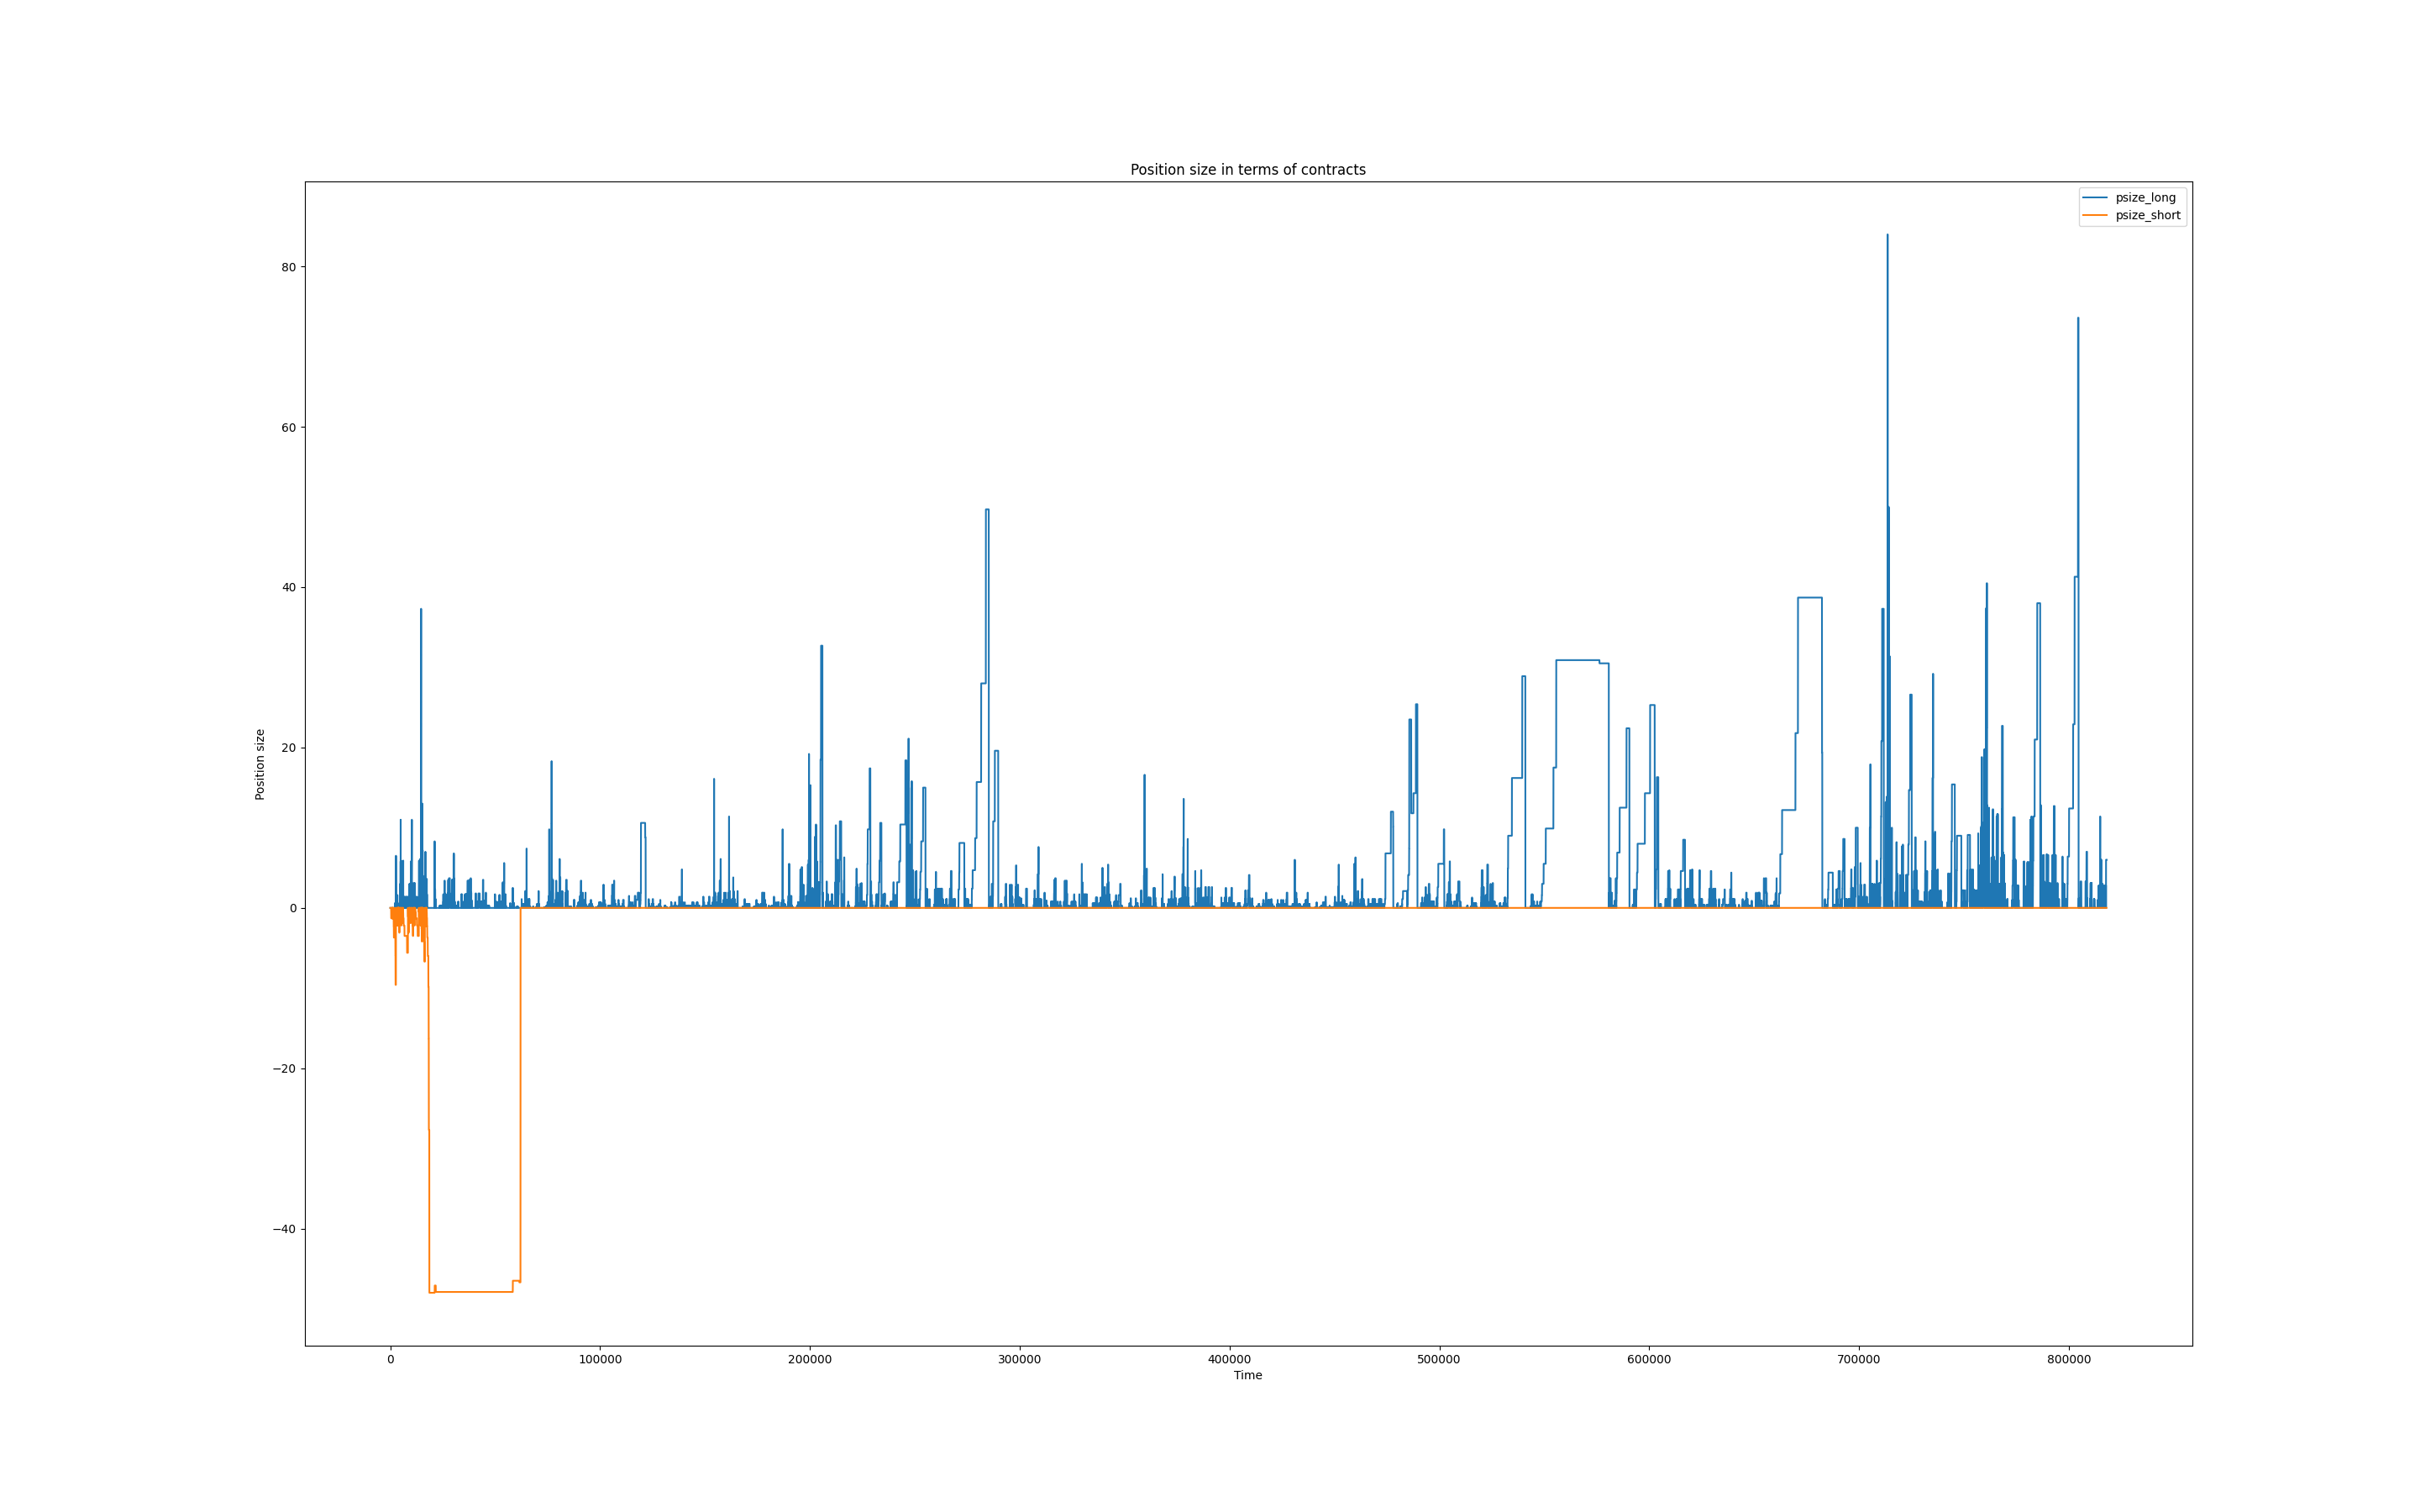 Position size in terms of contracts
psize_long
psize_short
Position size
80
60
40
20
0
−20
−40
0 100000 200000 300000 400000 500000 600000 700000 800000
Time